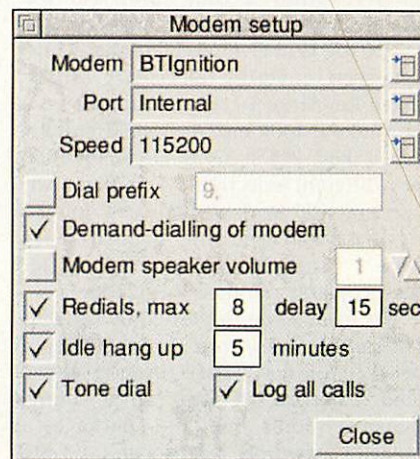 Modem setup
Modem BTIgnition
Port Internal
Speed 115200
Dial prefix 9,
Demand-dialling of modem
Modem speaker volume 1
Redials, max 8 delay 15 sec
Idle hang up 5 minutes
Tone dial Log all calls
Close